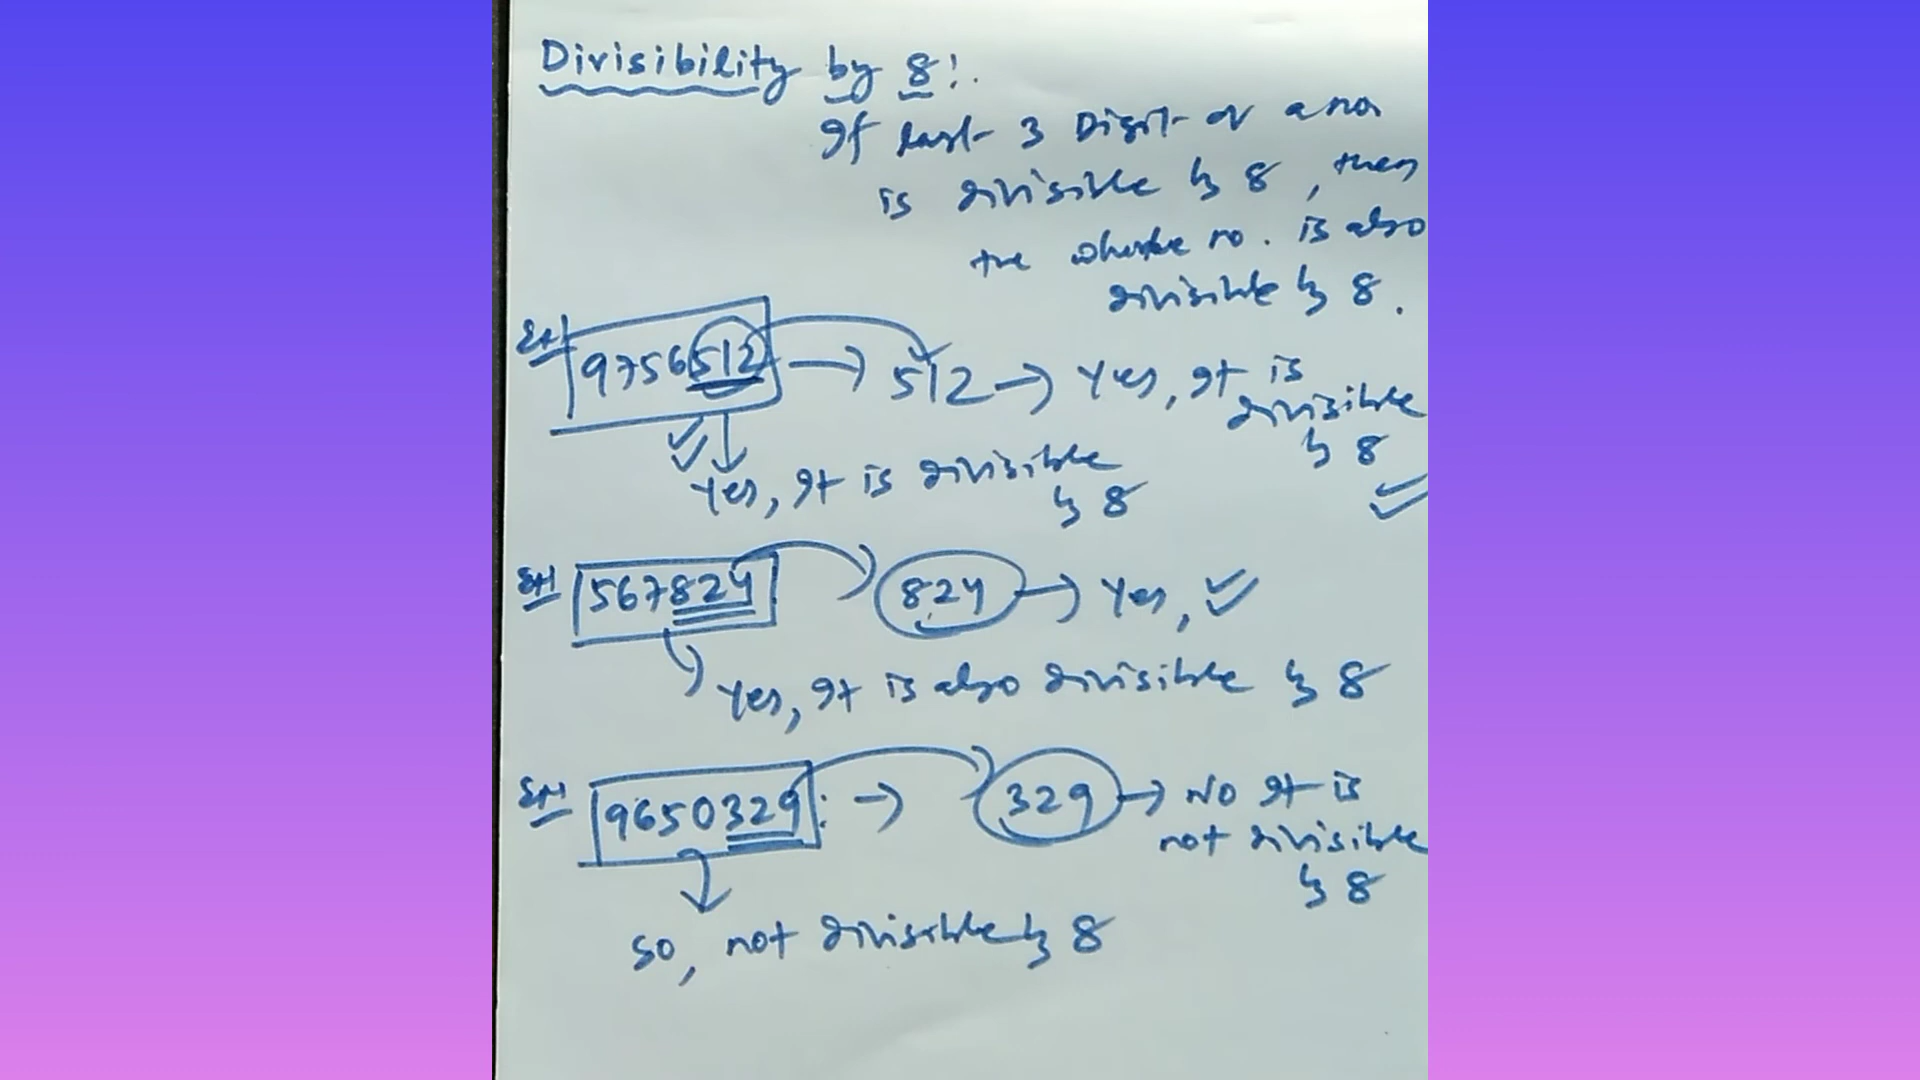 Divisibility by 8:.
If last 3 Digit of a no.
is divisible by 8, then
the whole no. is also
divisible by 8.
Ex:1 9756512 → 512 → Yes, It is
divisible
by 8
Yes, It is divisible
by 8
Ex:1 567824 824 → Yes,
Yes, It is also divisible by 8
Ex:1 9650329: → 329 → No It is
not divisible
by 8
So, not divisible by 8